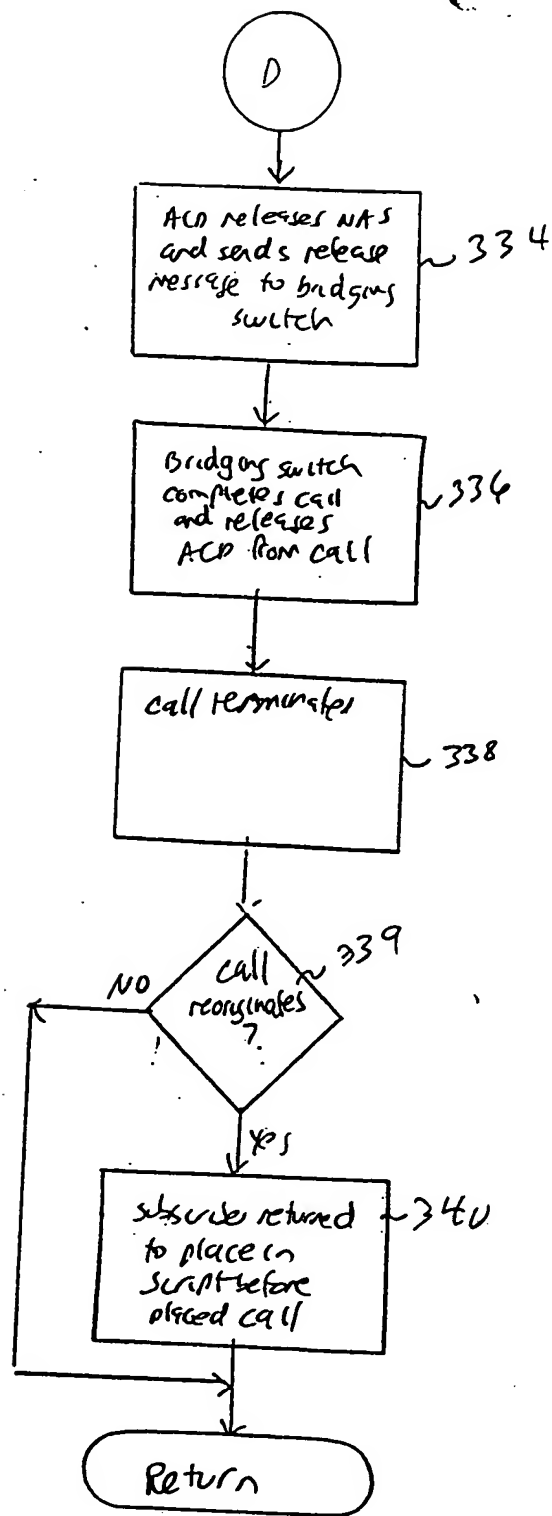 D
ACD releases NAS
and sends release
message to bridging
switch
334
Bridging switch
completes call
and releases
ACD from call
336
call terminates
338
call
reoriginates
?
339
NO
Yes
subscriber returned
to place in
script before
placed call
340
Return